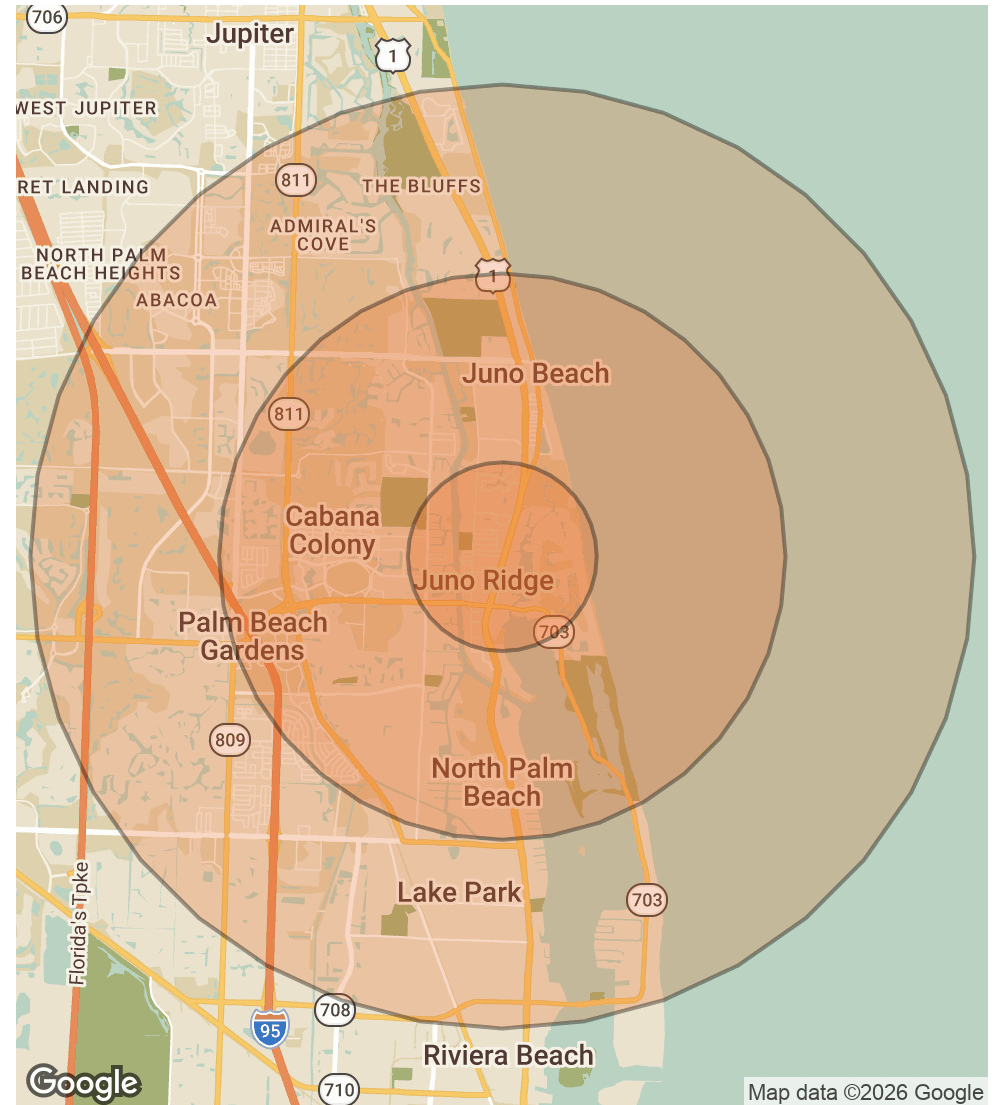 706
Jupiter
1
WEST JUPITER
811
THE BLUFFS
RET LANDING
ADMIRAL'S
COVE
NORTH PALM
BEACH HEIGHTS
1
ABACOA
Juno Beach
811
Cabana
Colony
Juno Ridge
Palm Beach
Gardens
703
809
North Palm
Beach
Florida's Tpke
Lake Park
703
708
95
Riviera Beach
Google
710
Map data ©2026 Google